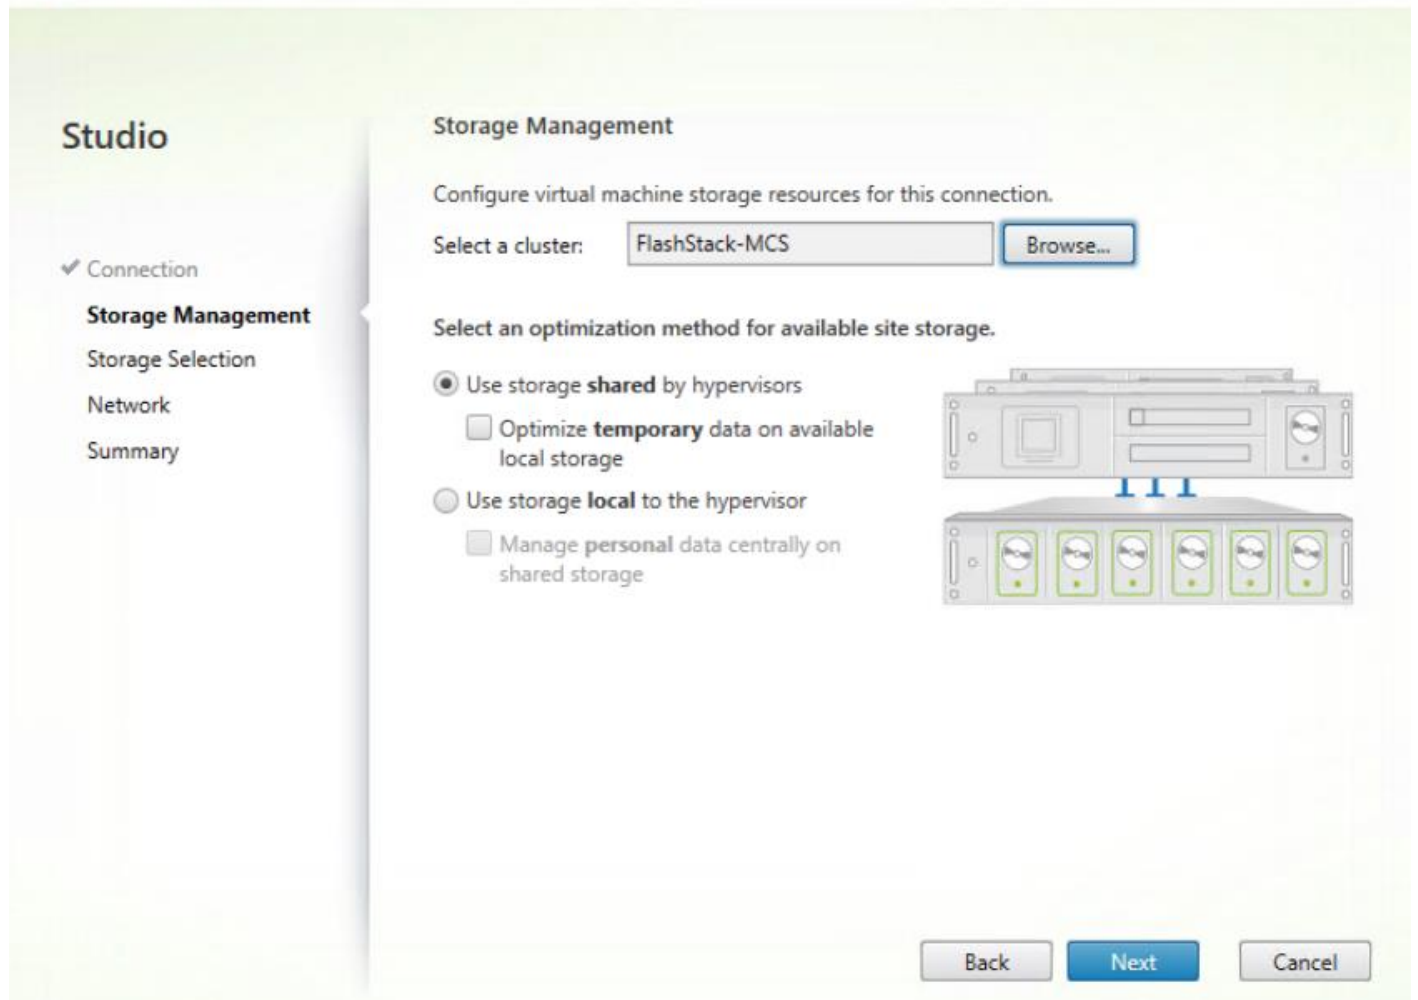 Studio
Connection
Storage Management
Storage Selection
Network
Summary
Storage Management
Configure virtual machine storage resources for this connection.
Select a cluster: FlashStack-MCS Browse...
Select an optimization method for available site storage.
Use storage shared by hypervisors
Optimize temporary data on available
local storage
Use storage local to the hypervisor
Manage personal data centrally on
shared storage
Back Next Cancel